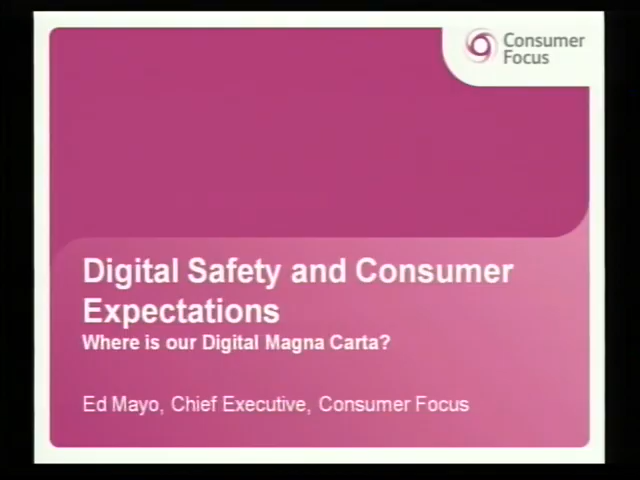 Consumer
Focus
Digital Safety and Consumer
Expectations
Where is our Digital Magna Carta?
Ed Mayo, Chief Executive, Consumer Focus